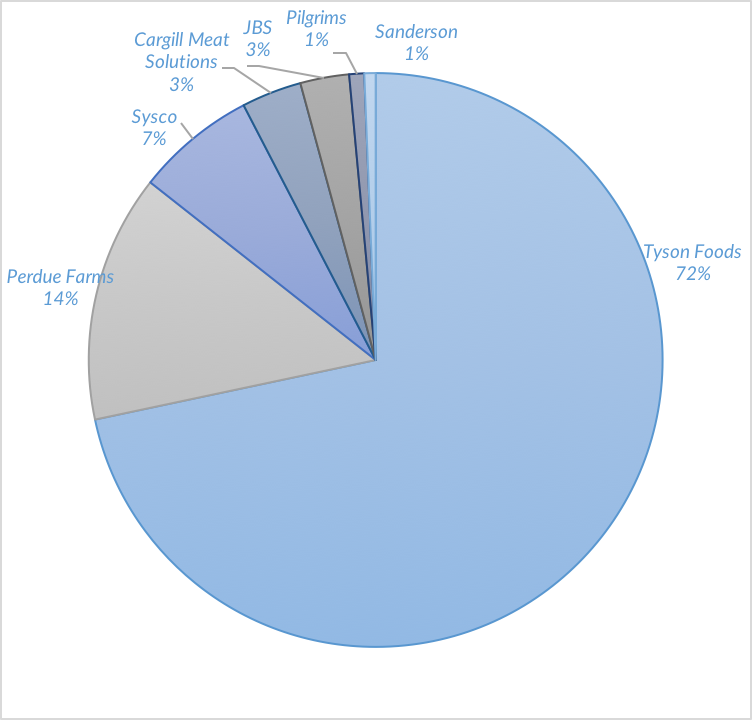 Pilgrims
1%
JBS
3%
Sanderson
1%
Cargill Meat
Solutions
3%
Sysco
7%
Tyson Foods
72%
Perdue Farms
14%